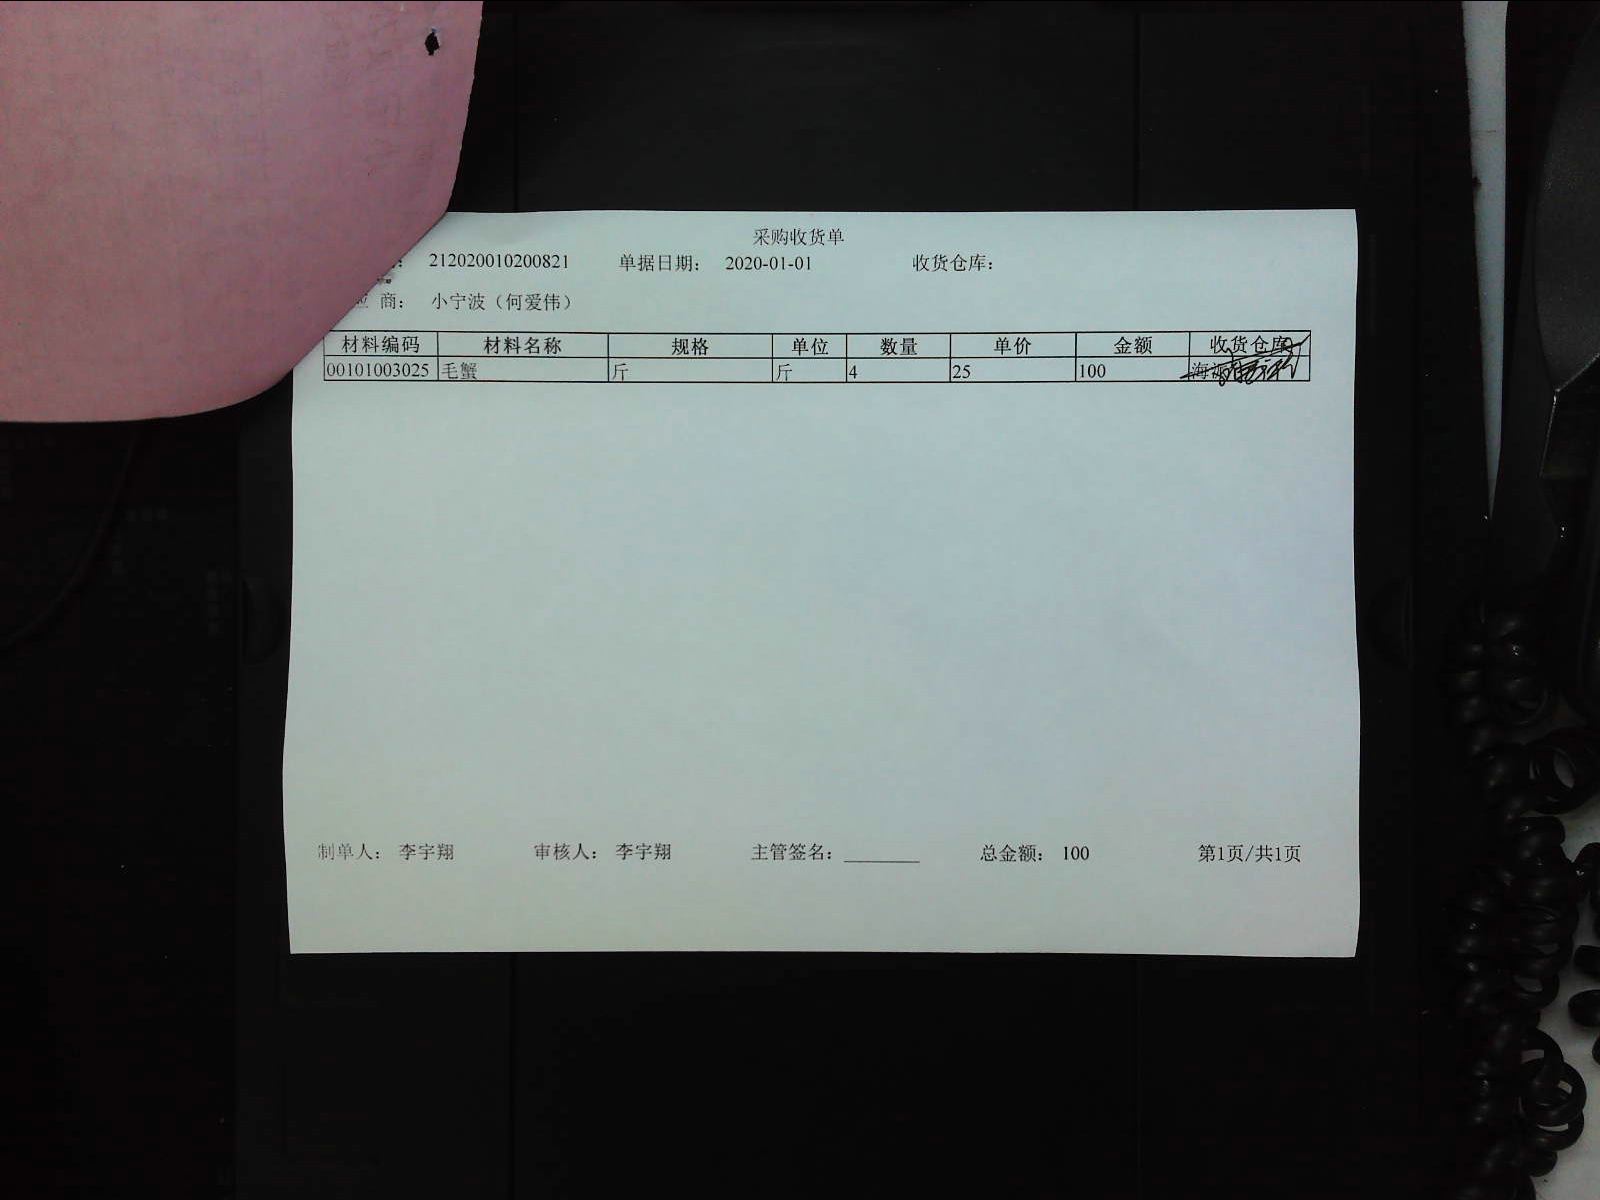 采购收货单
: 212020010200821 单据日期: 2020-01-01 收货仓库:
商: 小宁波（何爱伟）
材料编码 材料名称 规格 单位 数量 单价 金额 收货仓库
00101003025 毛蟹 斤 斤 4 25 100 海
制单人: 李宇翔 审核人: 李宇翔 主管签名: 总金额: 100 第1页/共1页